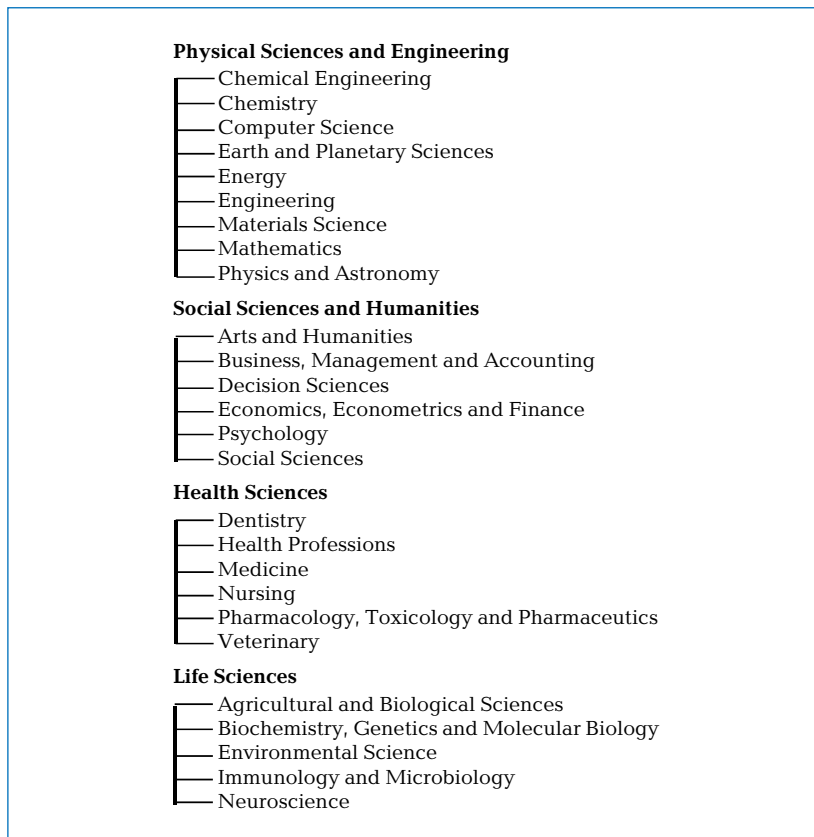 Physical Sciences and Engineering
Chemical Engineering
Chemistry
Computer Science
Earth and Planetary Sciences
Energy
Engineering
Materials Science
Mathematics
Physics and Astronomy
Social Sciences and Humanities
Arts and Humanities
Business, Management and Accounting
Decision Sciences
Economics, Econometrics and Finance
Psychology
Social Sciences
Health Sciences
Dentistry
Health Professions
Medicine
Nursing
Pharmacology, Toxicology and Pharmaceutics
Veterinary
Life Sciences
Agricultural and Biological Sciences
Biochemistry, Genetics and Molecular Biology
Environmental Science
Immunology and Microbiology
Neuroscience